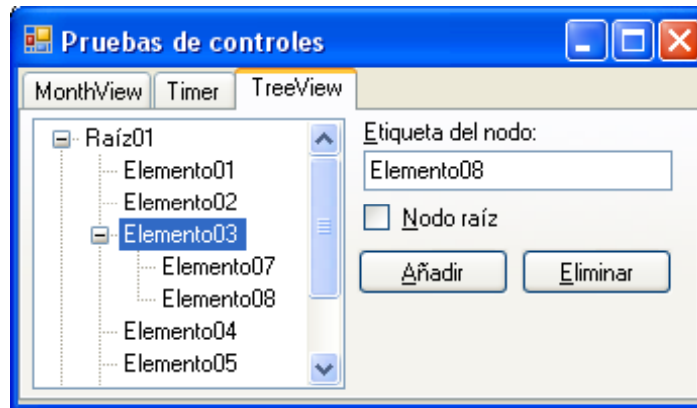 Pruebas de controles
MonthView Timer TreeView
Raíz01
Elemento01
Elemento02
Elemento03
Elemento07
Elemento08
Elemento04
Elemento05
Etiqueta del nodo:
Elemento08
Nodo raíz
Añadir Eliminar